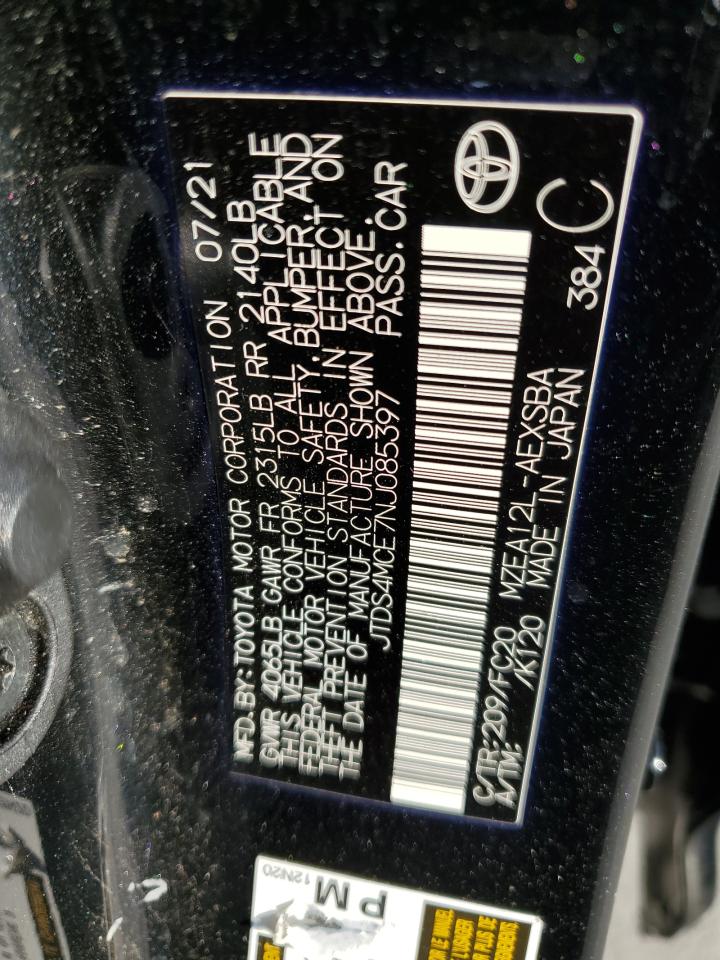 MFD.BY: TOYOTA MOTOR CORPORATION 07/21
GVWR 4065LB GAWR FR 2315LB RR 2140LB
THIS VEHICLE CONFORMS TO ALL APPLICABLE
FEDERAL MOTOR VEHICLE SAFETY, BUMPER, AND
THEFT PREVENTION STANDARDS IN EFFECT ON
THE DATE OF MANUFACTURE SHOWN ABOVE.
JTDS4MCE7NJ085397 PASS.CAR
C/TR:209/FC20 MZEA12L-AEXSBA
A/TM: /K120 MADE IN JAPAN 384 C
PM
12N20